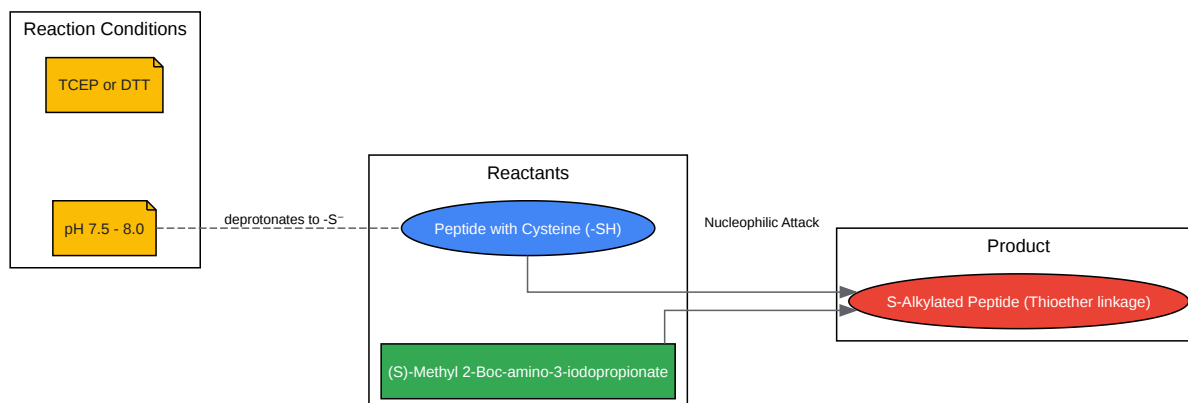 Reaction Conditions
TCEP or DTT
pH 7.5 - 8.0
deprotonates to -S⁻
Reactants
Peptide with Cysteine (-SH)
(S)-Methyl 2-Boc-amino-3-iodopropionate
Nucleophilic Attack
Product
S-Alkylated Peptide (Thioether linkage)